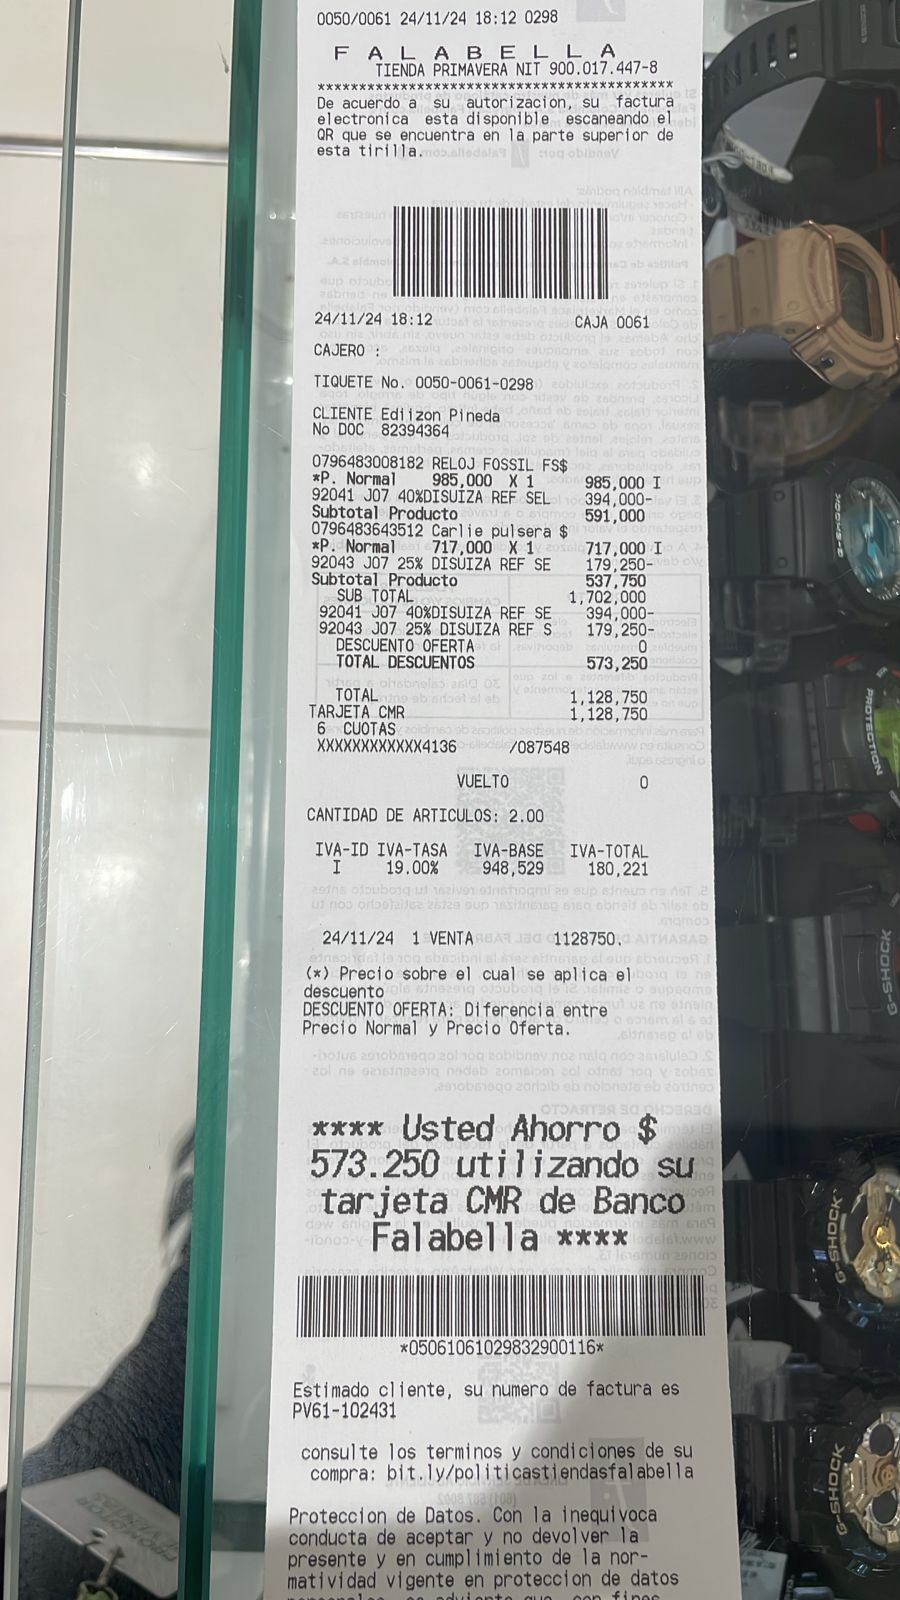 0050/0061 24/11/24 18:12 0298
F A L A B E L L A
TIENDA PRIMAVERA NIT 900.017.447-8
*******************************************
De acuerdo a su autorizacion, su factura
electronica esta disponible escaneando el
QR que se encuentra en la parte superior de
esta tirilla.
24/11/24 18:12 CAJA 0061
CAJERO :
TIQUETE No. 0050-0061-0298
CLIENTE Ediizon Pineda
No DOC 82394364
0796483008182 RELOJ FOSSIL FS$
*P. Normal 985,000 X 1 985,000 I
92041 J07 40%DISUIZA REF SEL 394,000-
Subtotal Producto 591,000
0796483643512 Carlie pulsera $
*P. Normal 717,000 X 1 717,000 I
92043 J07 25% DISUIZA REF SE 179,250-
Subtotal Producto 537,750
SUB TOTAL 1,702,000
92041 J07 40%DISUIZA REF SE 394,000-
92043 J07 25% DISUIZA REF S 179,250-
DESCUENTO OFERTA 0
TOTAL DESCUENTOS 573,250
TOTAL 1,128,750
TARJETA CMR 1,128,750
6 CUOTAS
XXXXXXXXXXXX4136 /087548
VUELTO 0
CANTIDAD DE ARTICULOS: 2.00
IVA-ID IVA-TASA IVA-BASE IVA-TOTAL
I 19.00% 948,529 180,221
24/11/24 1 VENTA 1128750.
(*) Precio sobre el cual se aplica el
descuento
DESCUENTO OFERTA: Diferencia entre
Precio Normal y Precio Oferta.
**** Usted Ahorro $
573.250 utilizando su
tarjeta CMR de Banco
Falabella ****
*05061061029832900116*
Estimado cliente, su numero de factura es
PV61-102431
consulte los terminos y condiciones de su
compra: bit.ly/politicastiendasfalabella
Proteccion de Datos. Con la inequivoca
conducta de aceptar y no devolver la
presente y en cumplimiento de la nor-
matividad vigente en proteccion de datos
G-SHOCK
PROTECTION
G-SHOCK
G-SHOCK
G-SHOCK